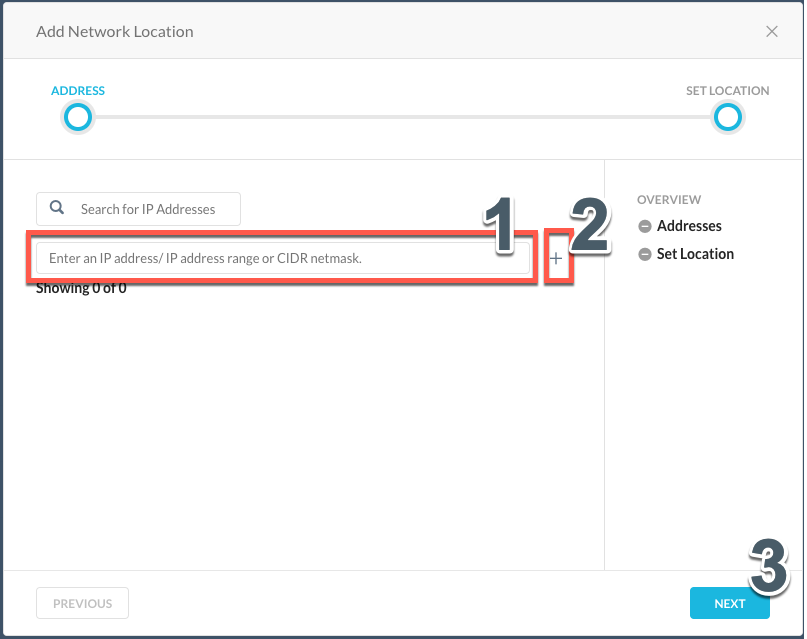 Add Network Location
ADDRESS
SET LOCATION
Search for IP Addresses
1
2
Enter an IP address/ IP address range or CIDR netmask.
Showing 0 of 0
OVERVIEW
Addresses
Set Location
3
PREVIOUS
NEXT